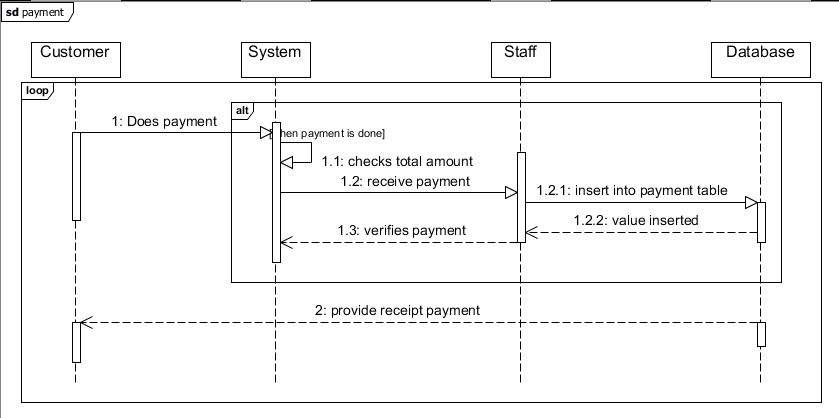 sd payment
Customer
System
Staff
Database
loop
alt
1: Does payment
hen payment is done]
1.1: checks total amount
1.2: receive payment
1.2.1: insert into payment table
1.2.2: value inserted
1.3: verifies payment
2: provide receipt payment